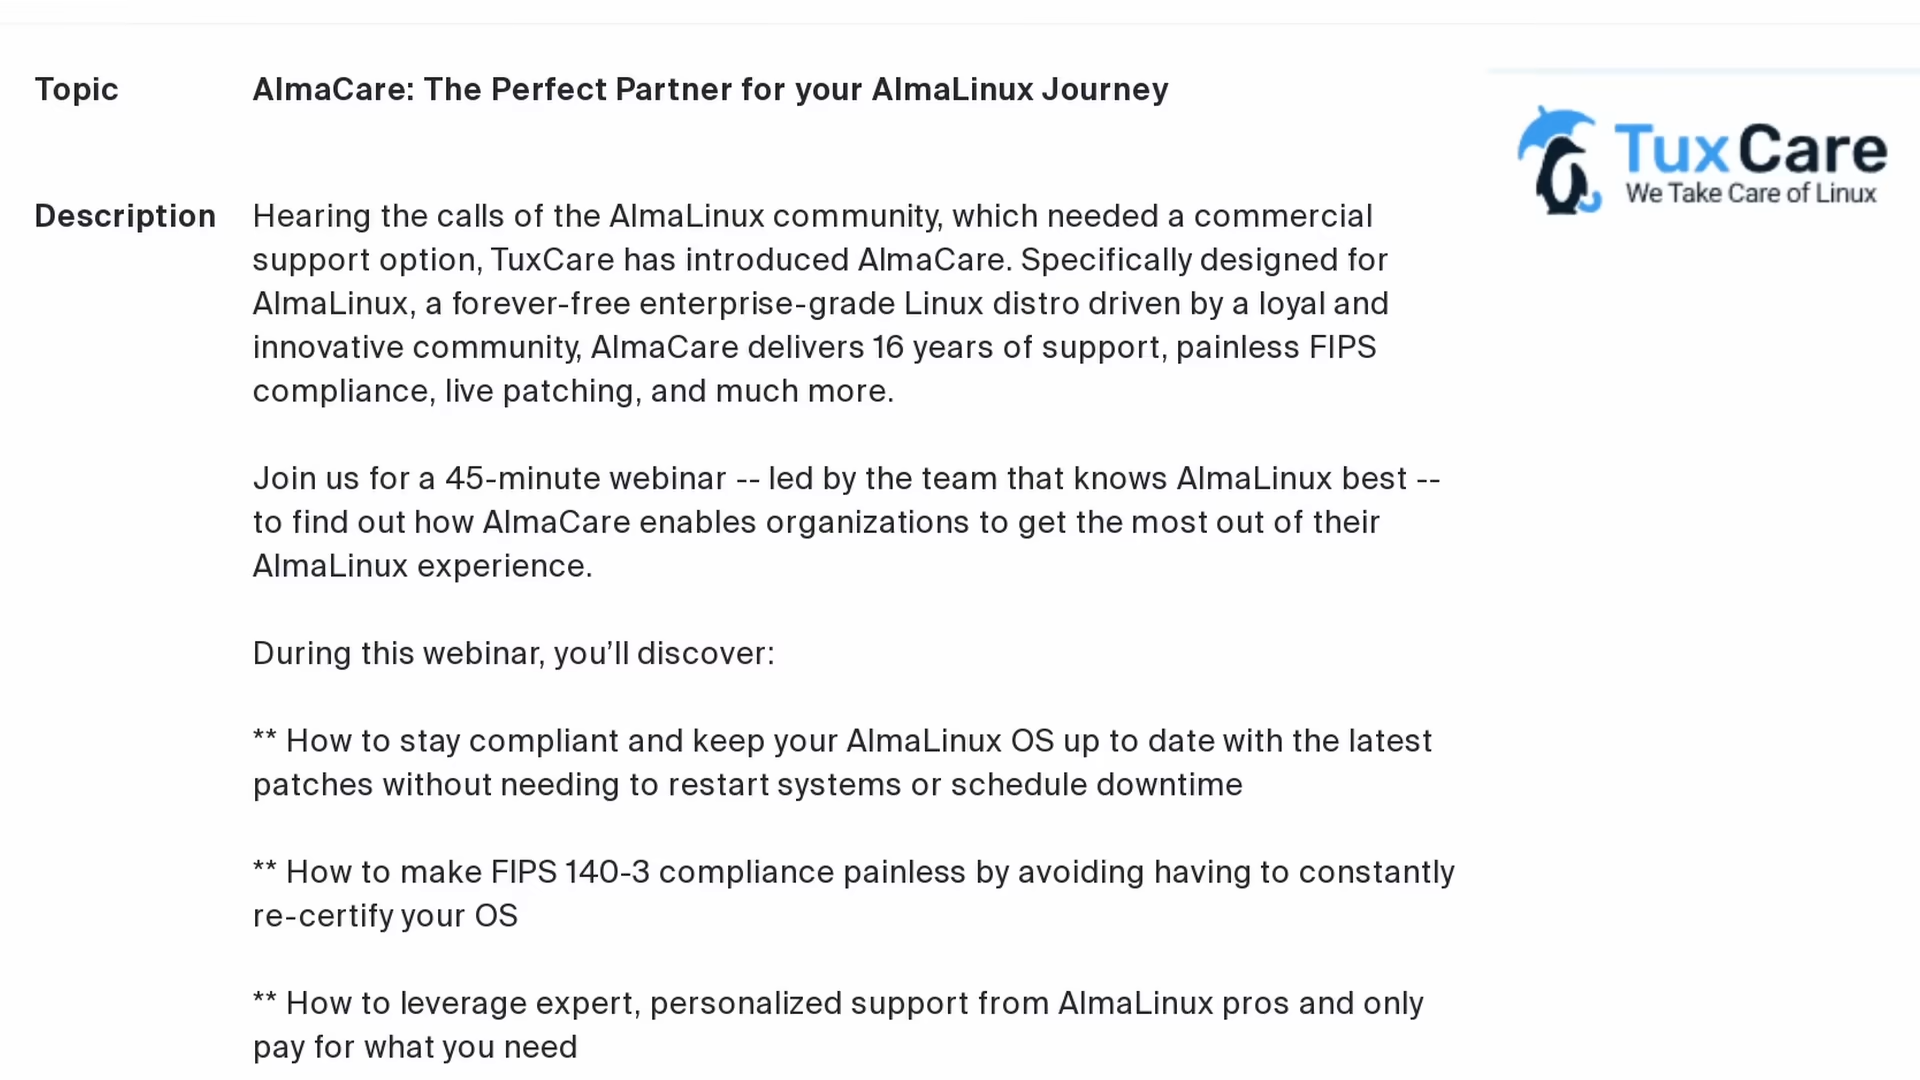 Topic
AlmaCare: The Perfect Partner for your AlmaLinux Journey
TuxCare
We Take Care of Linux
Description
Hearing the calls of the AlmaLinux community, which needed a commercial
support option, TuxCare has introduced AlmaCare. Specifically designed for
AlmaLinux, a forever-free enterprise-grade Linux distro driven by a loyal and
innovative community, AlmaCare delivers 16 years of support, painless FIPS
compliance, live patching, and much more.
Join us for a 45-minute webinar -- led by the team that knows AlmaLinux best --
to find out how AlmaCare enables organizations to get the most out of their
AlmaLinux experience.
During this webinar, you’ll discover:
** How to stay compliant and keep your AlmaLinux OS up to date with the latest
patches without needing to restart systems or schedule downtime
** How to make FIPS 140-3 compliance painless by avoiding having to constantly
re-certify your OS
** How to leverage expert, personalized support from AlmaLinux pros and only
pay for what you need